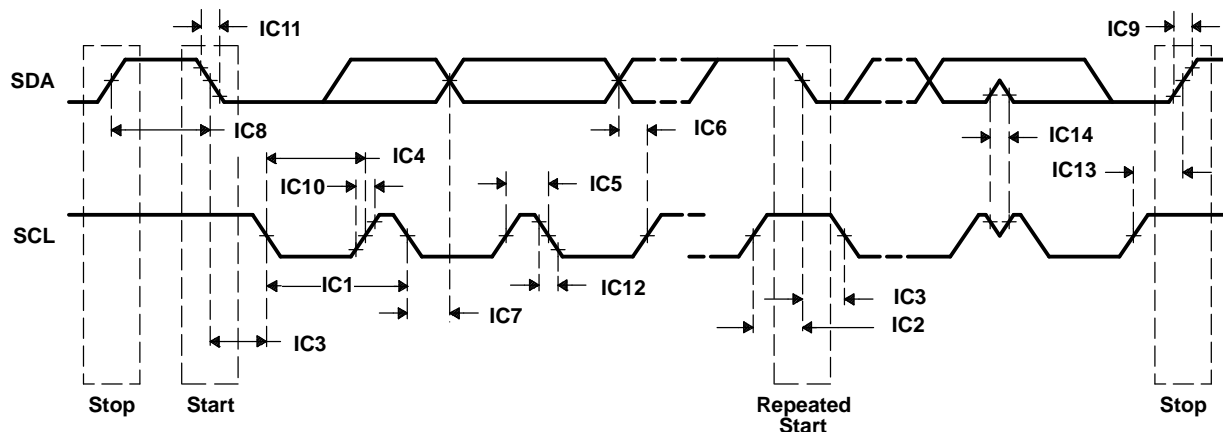 IC11
IC9
SDA
IC8
IC6
IC14
IC4
IC10
IC5
IC13
SCL
IC1
IC12
IC3
IC7
IC2
IC3
Stop
Start
Repeated
Start
Stop